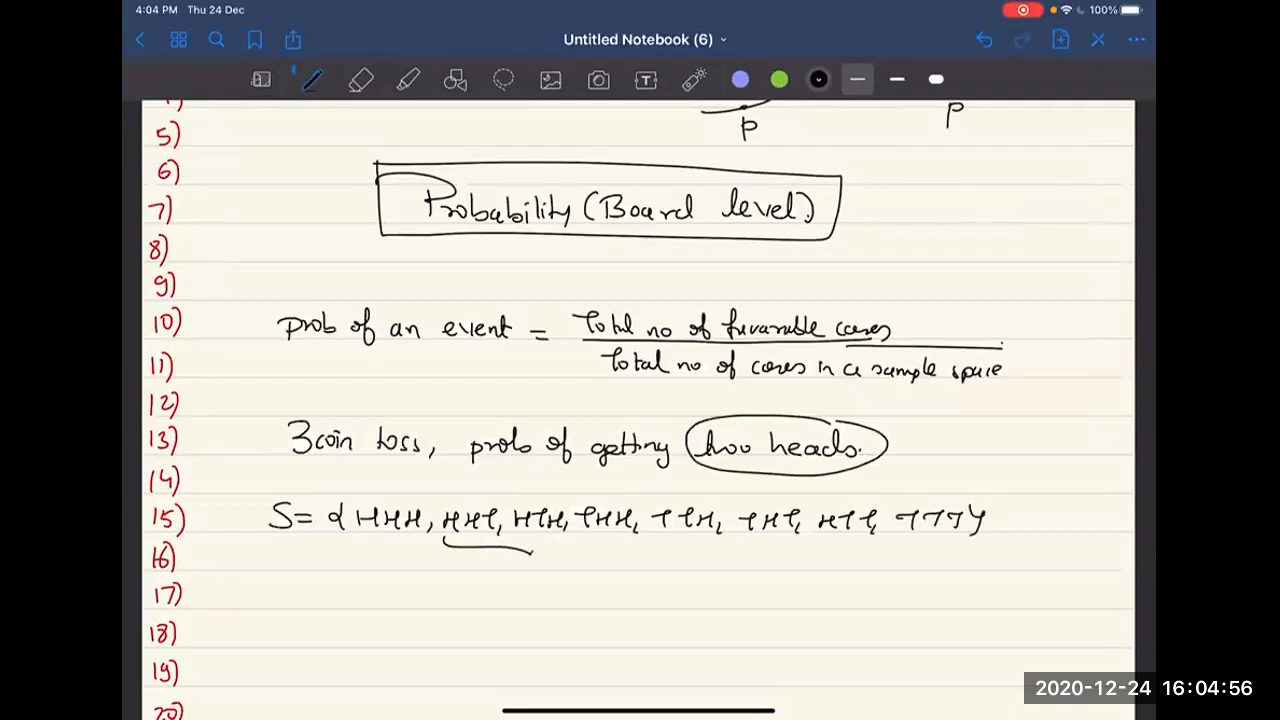 4:04 PM Thu 24 Dec
100%
Untitled Notebook (6)
T
5)
p
p
6)
7) Probability (Board level)
8)
9)
10) prob of an event = Total no of favarable cases
11) Total no of cases in a sample space
12)
13) 3 coin toss, prob of getting two heads.
14)
15) S = { HHH, HHT, HTH, THH, TTH, THT, HTT, TTT }
16)
17)
18)
19)
20)
2020-12-24 16:04:56